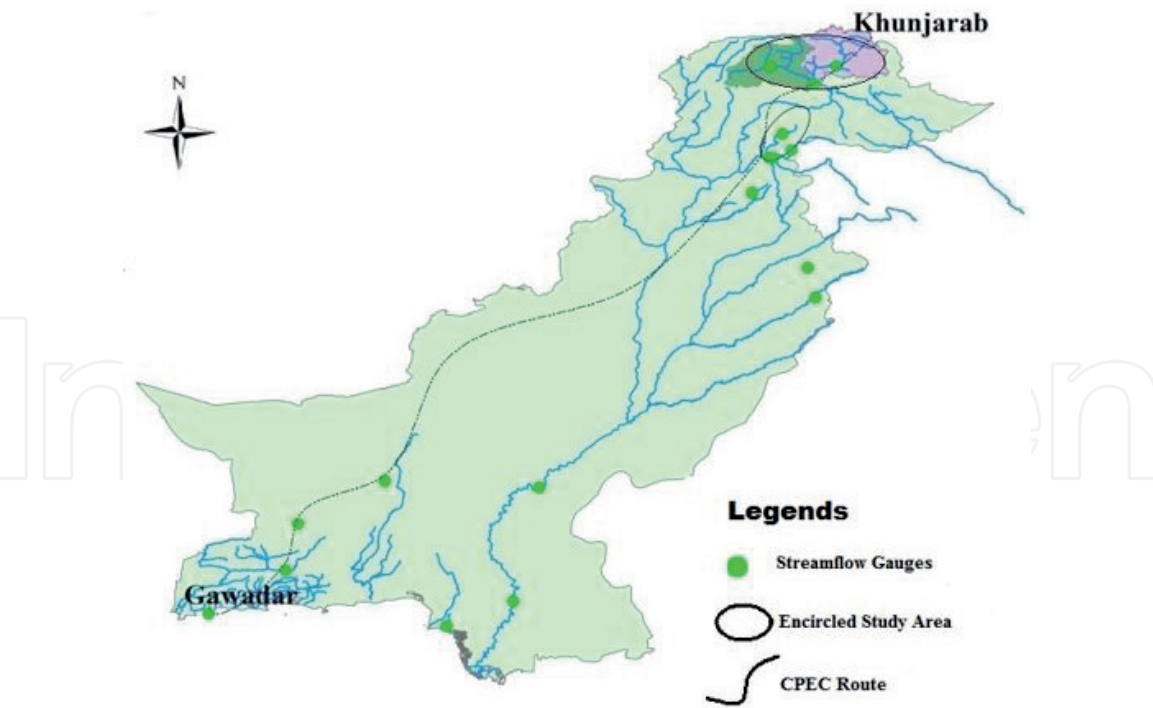 Khunjarab
N
Gawadar
Legends
Streamflow Gauges
Encircled Study Area
CPEC Route